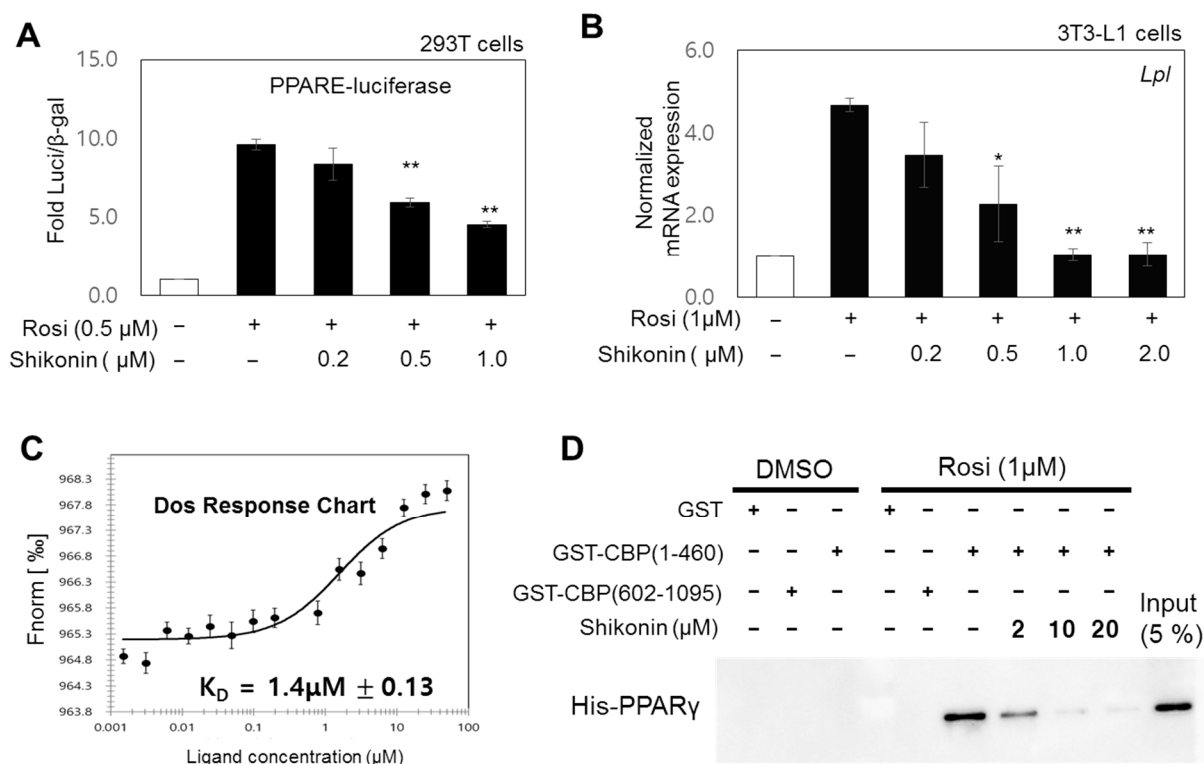 A
293T cells
15.0
10.0
5.0
0.0
Fold Luci/β-gal
PPARE-luciferase
**
**
Rosi (0.5 μM) – + + + +
Shikonin ( μM) – – 0.2 0.5 1.0
B
3T3-L1 cells
6.0
4.0
2.0
0.0
Normalized
mRNA expression
Lpl
*
**
**
Rosi (1μM) – + + + + +
Shikonin ( μM) – – 0.2 0.5 1.0 2.0
C
968.3
967.8
967.3
966.8
966.3
965.8
965.3
964.8
964.3
963.8
Fnorm [ ‰]
Dos Response Chart
K_D = 1.4μM ± 0.13
0.001 0.01 0.1 1 10 100
Ligand concentration (μM)
D
DMSO Rosi (1μM)
GST + – – + – – – – –
GST-CBP(1-460) – – + – – + + + +
GST-CBP(602-1095) – + – – + – – – –
Shikonin (μM) – – – – – – 2 10 20
Input
(5 %)
His-PPARγ